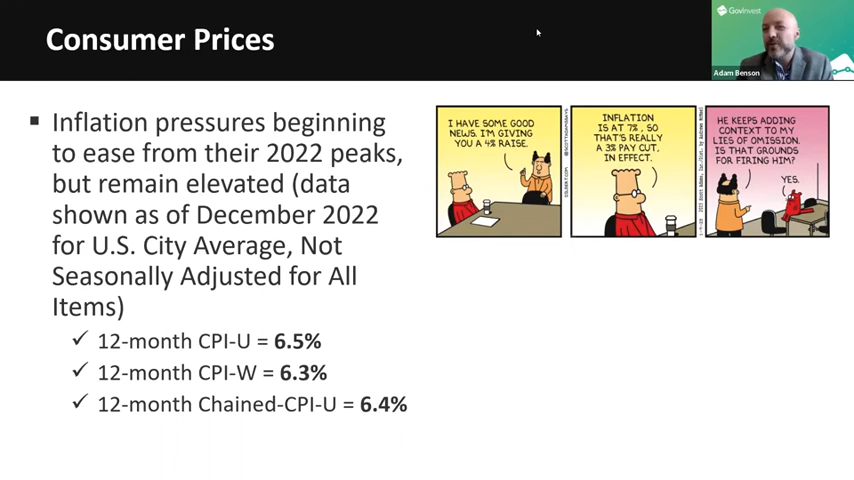 Consumer Prices
GovInvest
Adam Benson
▪ Inflation pressures beginning
to ease from their 2022 peaks,
but remain elevated (data
shown as of December 2022
for U.S. City Average, Not
Seasonally Adjusted for All
Items)
✓ 12-month CPI-U = 6.5%
✓ 12-month CPI-W = 6.3%
✓ 12-month Chained-CPI-U = 6.4%
I HAVE SOME GOOD
NEWS. I'M GIVING
YOU A 4% RAISE.
INFLATION
IS AT 7%, SO
THAT'S REALLY
A 3% PAY CUT,
IN EFFECT.
HE KEEPS ADDING
CONTEXT TO MY
LIES OF OMISSION.
IS THAT GROUNDS
FOR FIRING HIM?
YES.